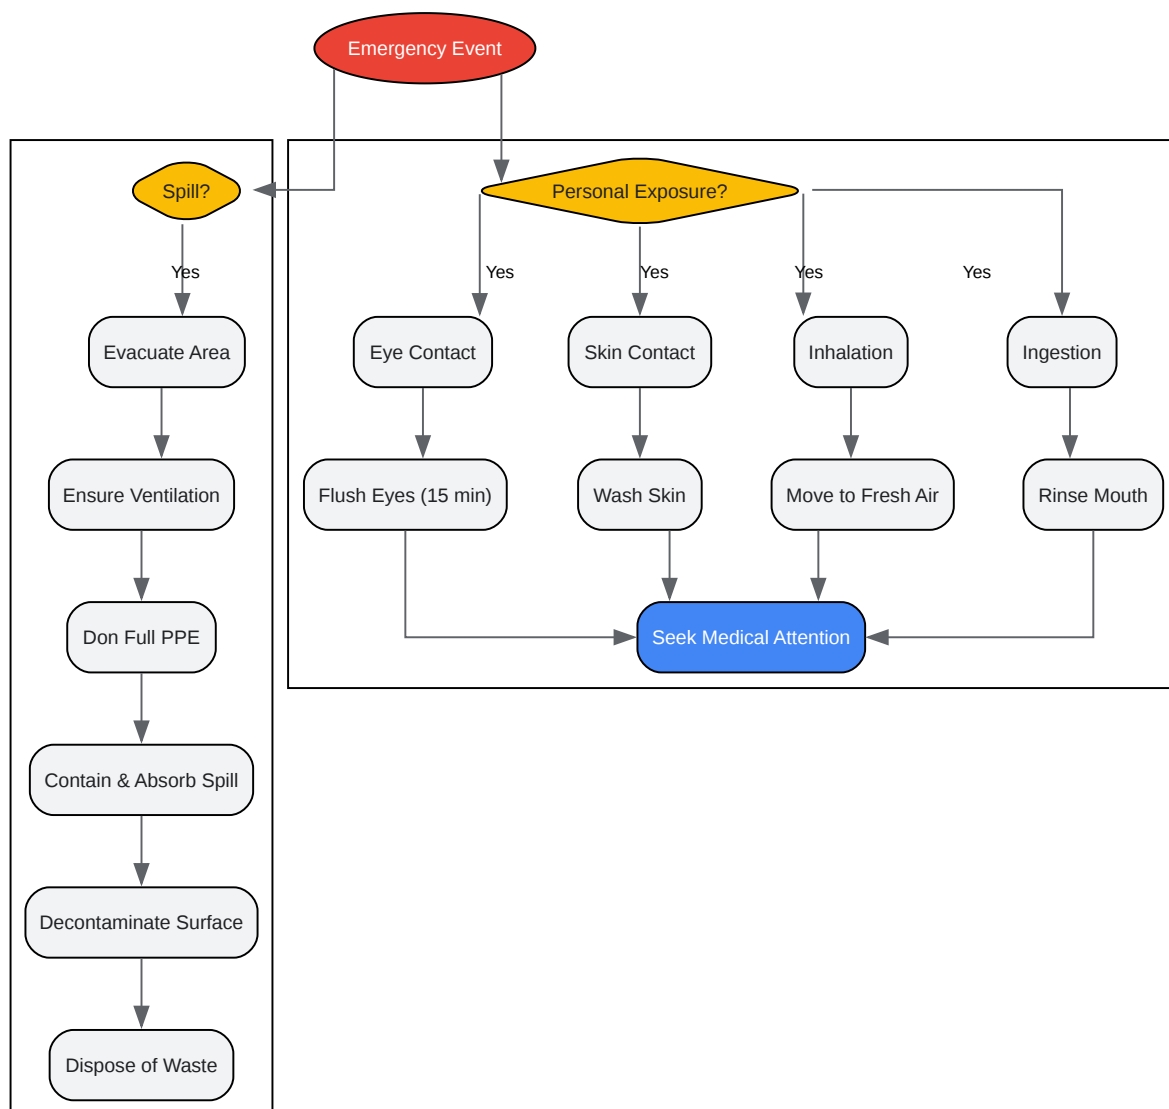 Emergency Event
Spill?
Personal Exposure?
Yes
Yes
Yes
Yes
Yes
Evacuate Area
Eye Contact
Skin Contact
Inhalation
Ingestion
Ensure Ventilation
Flush Eyes (15 min)
Wash Skin
Move to Fresh Air
Rinse Mouth
Don Full PPE
Seek Medical Attention
Contain & Absorb Spill
Decontaminate Surface
Dispose of Waste